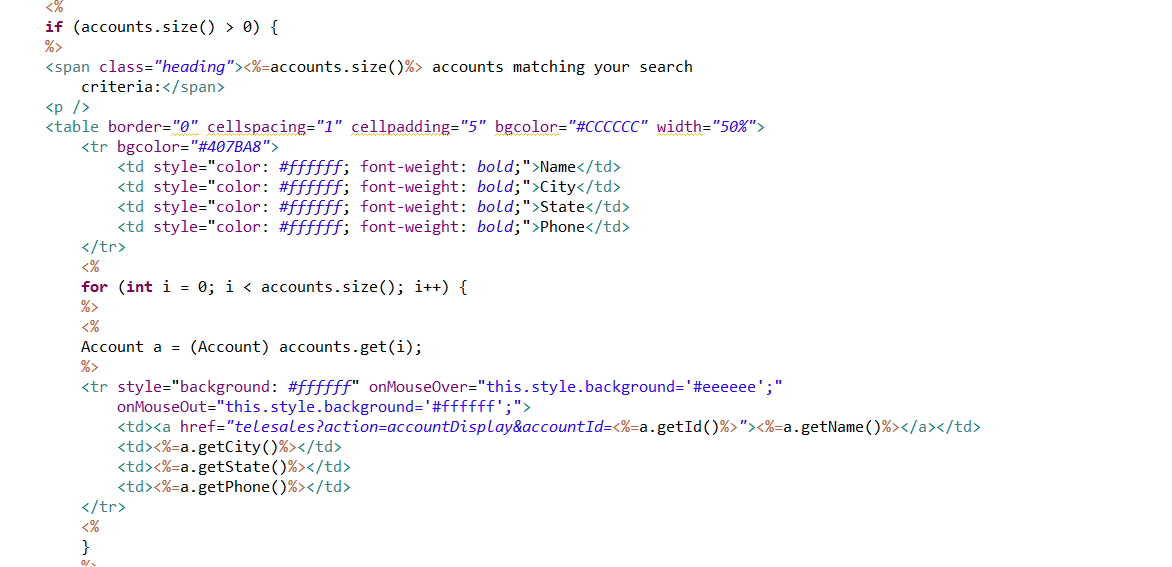 <%
if (accounts.size() > 0) {
%>
<span class="heading"><%=accounts.size()%> accounts matching your search
criteria:</span>
<p />
<table border="0" cellspacing="1" cellpadding="5" bgcolor="#CCCCCC" width="50%">
<tr bgcolor="#407BA8">
<td style="color: #ffffff; font-weight: bold;">Name</td>
<td style="color: #ffffff; font-weight: bold;">City</td>
<td style="color: #ffffff; font-weight: bold;">State</td>
<td style="color: #ffffff; font-weight: bold;">Phone</td>
</tr>
<%
for (int i = 0; i < accounts.size(); i++) {
%>
<%
Account a = (Account) accounts.get(i);
%>
<tr style="background: #ffffff" onMouseOver="this.style.background='#eeeeee';"
onMouseOut="this.style.background='#ffffff';">
<td><a href="telesales?action=accountDisplay&accountId=<%=a.getId()%>"><%=a.getName()%></a></td>
<td><%=a.getCity()%></td>
<td><%=a.getState()%></td>
<td><%=a.getPhone()%></td>
</tr>
<%
}
%>